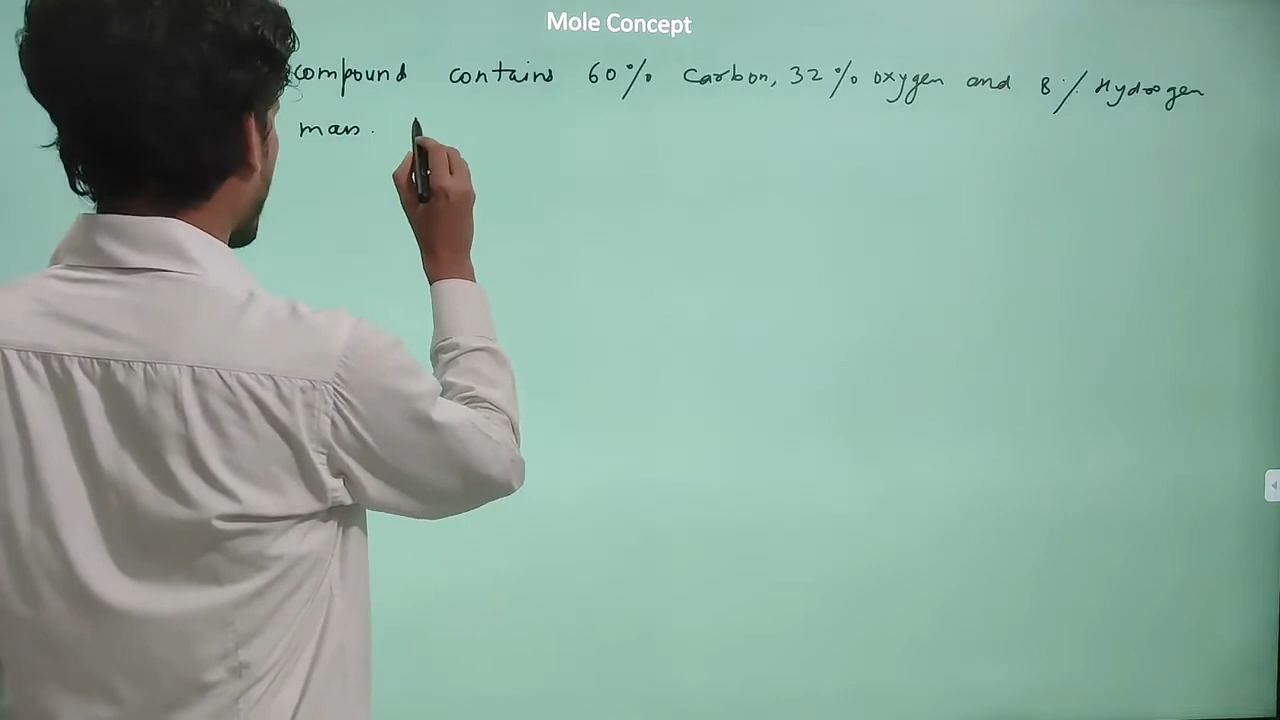 Mole Concept
compound contains 60% Carbon, 32% oxygen and 8% Hydrogen
mass.